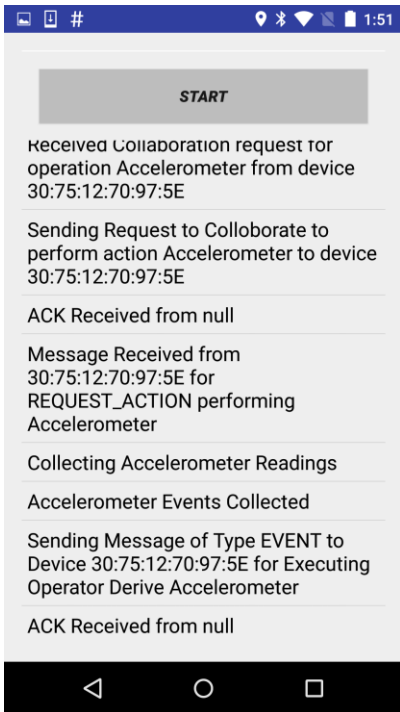 # 1:51
START
Received Collaboration request for
operation Accelerometer from device
30:75:12:70:97:5E
Sending Request to Colloborate to
perform action Accelerometer to device
30:75:12:70:97:5E
ACK Received from null
Message Received from
30:75:12:70:97:5E for
REQUEST_ACTION performing
Accelerometer
Collecting Accelerometer Readings
Accelerometer Events Collected
Sending Message of Type EVENT to
Device 30:75:12:70:97:5E for Executing
Operator Derive Accelerometer
ACK Received from null